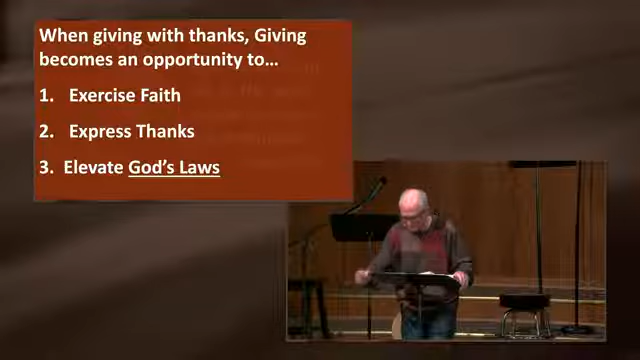 When giving with thanks, Giving
becomes an opportunity to…
1. Exercise Faith
2. Express Thanks
3. Elevate God's Laws